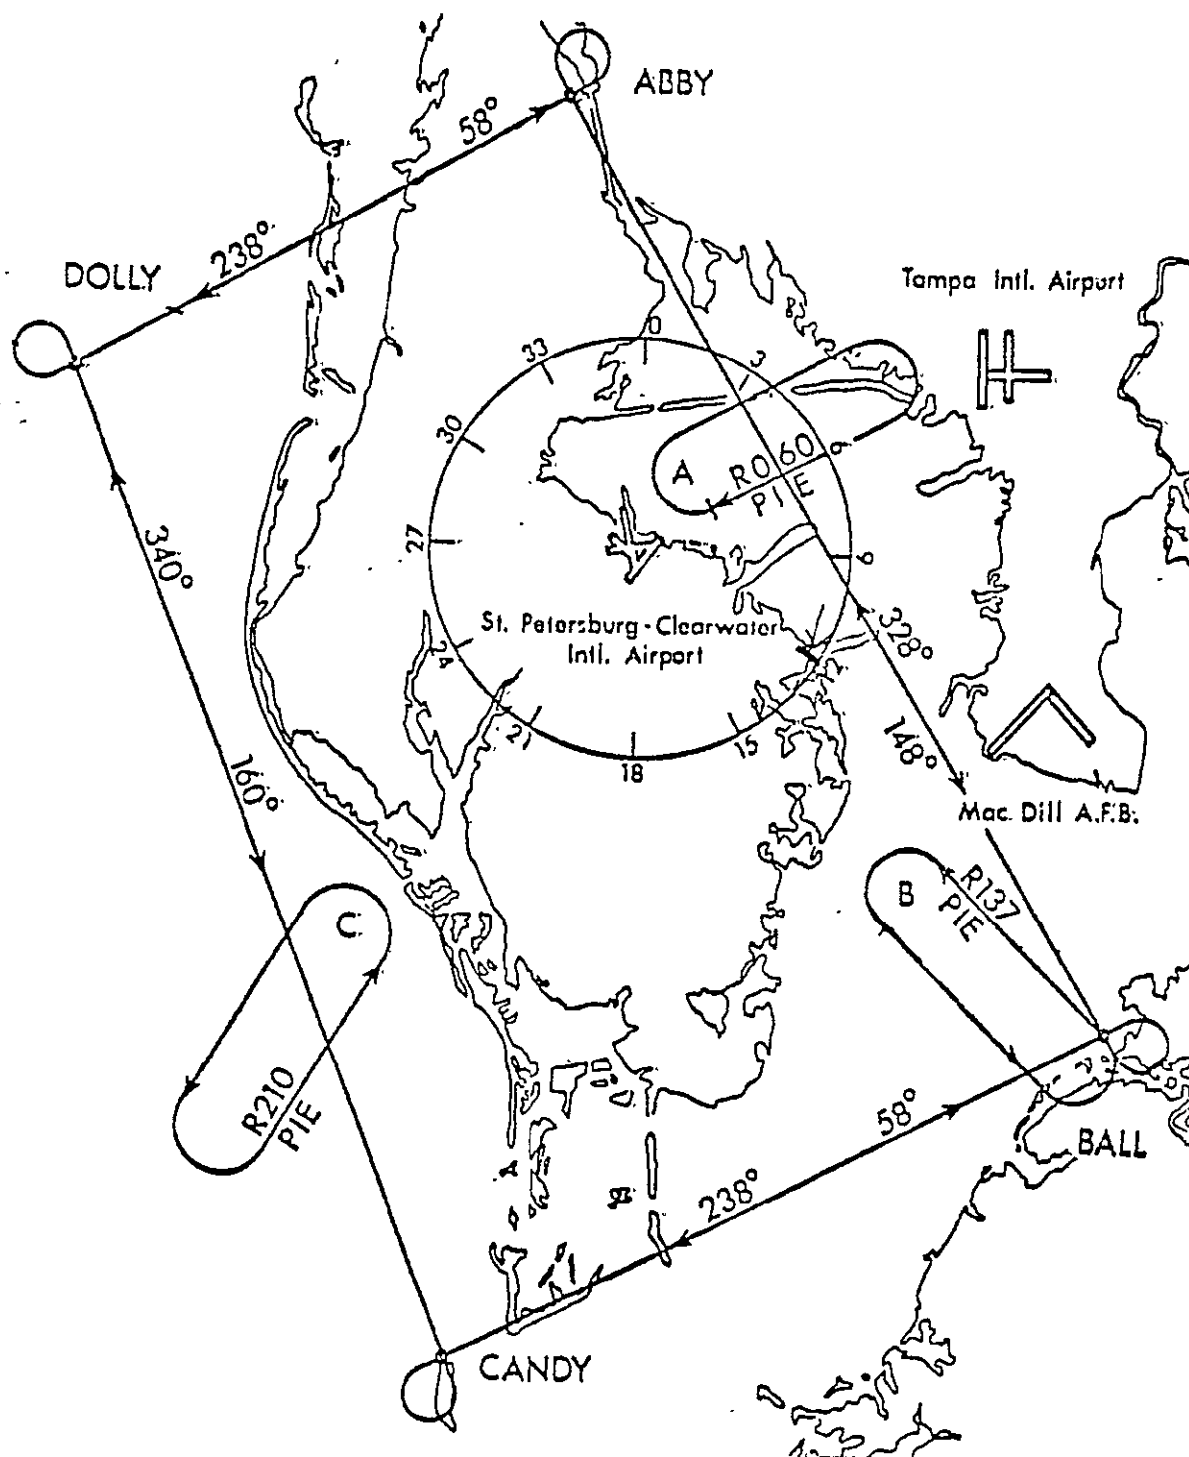 ABBY
58°
238°
DOLLY
Tampa Intl. Airport
0
33
3
30
A
R060
PIE
6
27
9
340°
St. Petersburg-Clearwater
Intl. Airport
328°
24
21
15
18
148°
160°
Mac Dill A.F.B.
B
R137
PIE
C
R210
PIE
58°
BALL
238°
CANDY